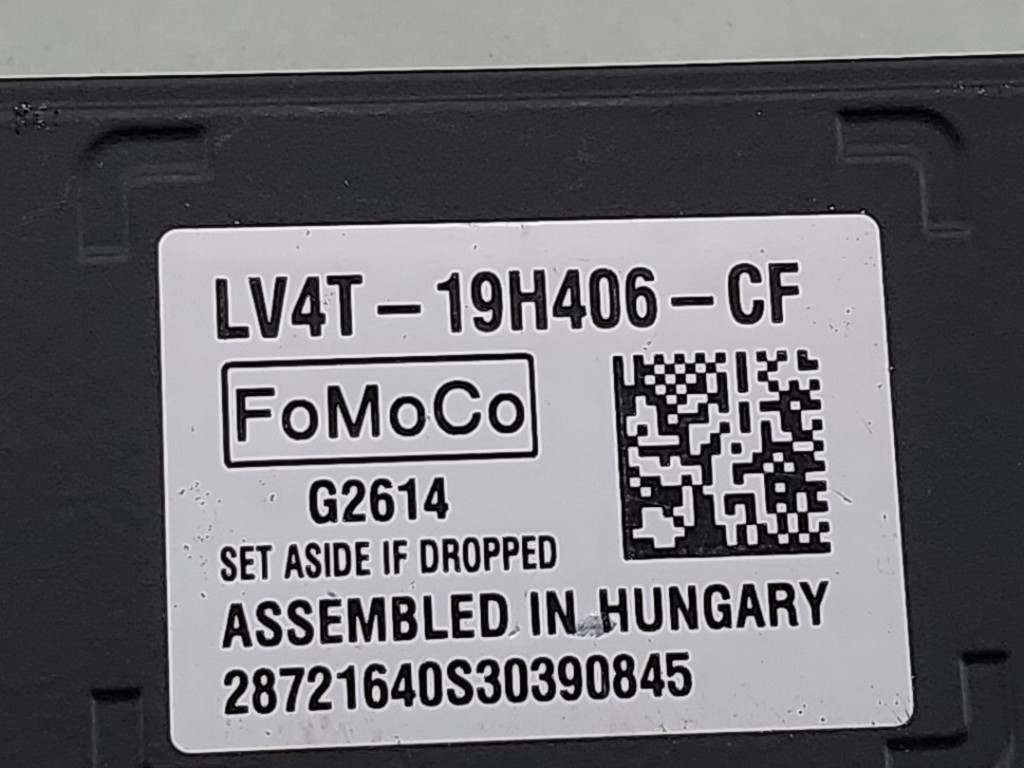 LV4T-19H406-CF
FoMoCo
G2614
SET ASIDE IF DROPPED
ASSEMBLED IN HUNGARY
28721640S30390845